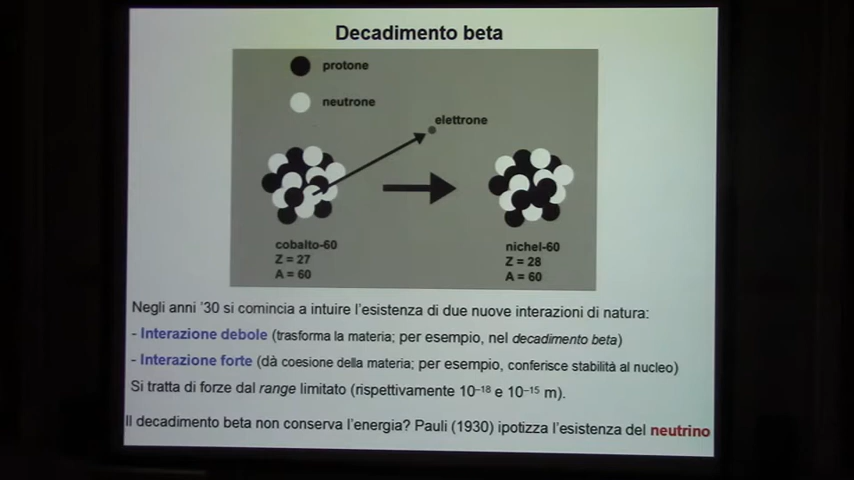 Decadimento beta
protone
neutrone
elettrone
cobalto-60
Z = 27
A = 60
nichel-60
Z = 28
A = 60
Negli anni '30 si comincia a intuire l'esistenza di due nuove interazioni di natura:
- Interazione debole (trasforma la materia; per esempio, nel decadimento beta)
- Interazione forte (dà coesione della materia; per esempio, conferisce stabilità al nucleo)
Si tratta di forze dal range limitato (rispettivamente 10⁻¹⁸ e 10⁻¹⁵ m).
Il decadimento beta non conserva l'energia? Pauli (1930) ipotizza l'esistenza del neutrino